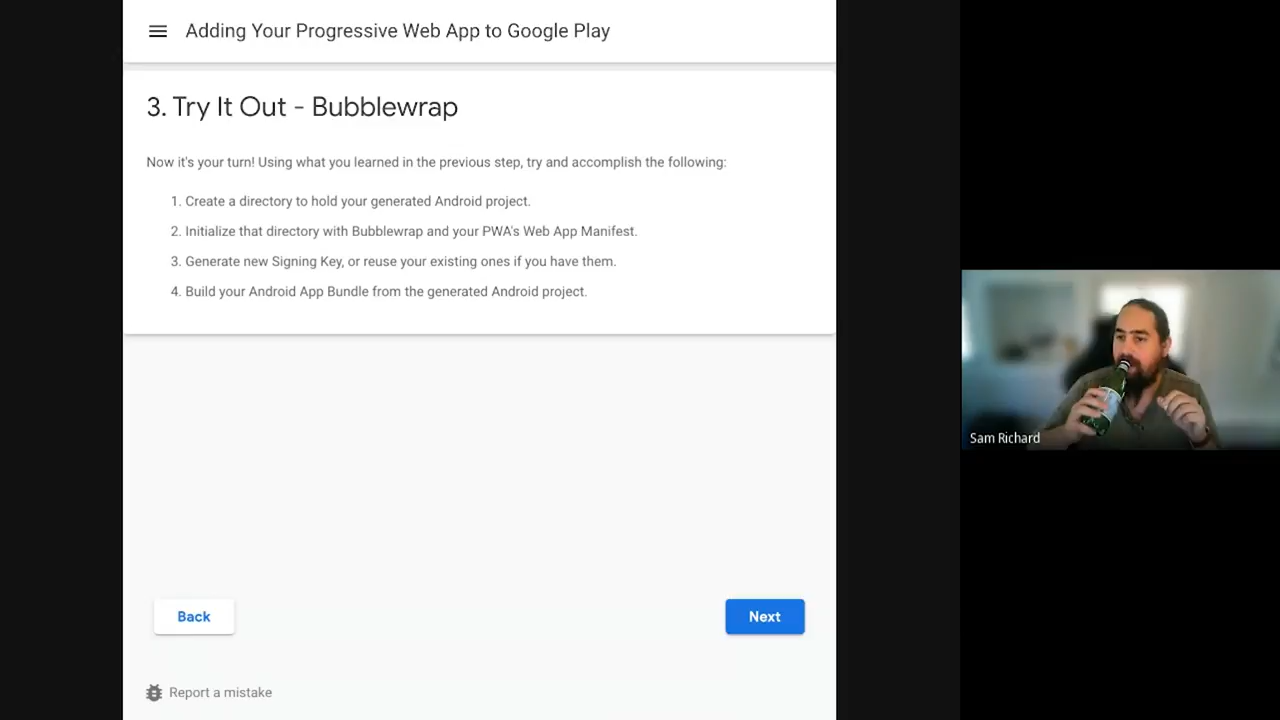 Adding Your Progressive Web App to Google Play
3. Try It Out - Bubblewrap
Now it's your turn! Using what you learned in the previous step, try and accomplish the following:
1. Create a directory to hold your generated Android project.
2. Initialize that directory with Bubblewrap and your PWA's Web App Manifest.
3. Generate new Signing Key, or reuse your existing ones if you have them.
4. Build your Android App Bundle from the generated Android project.
Sam Richard
Back
Next
Report a mistake